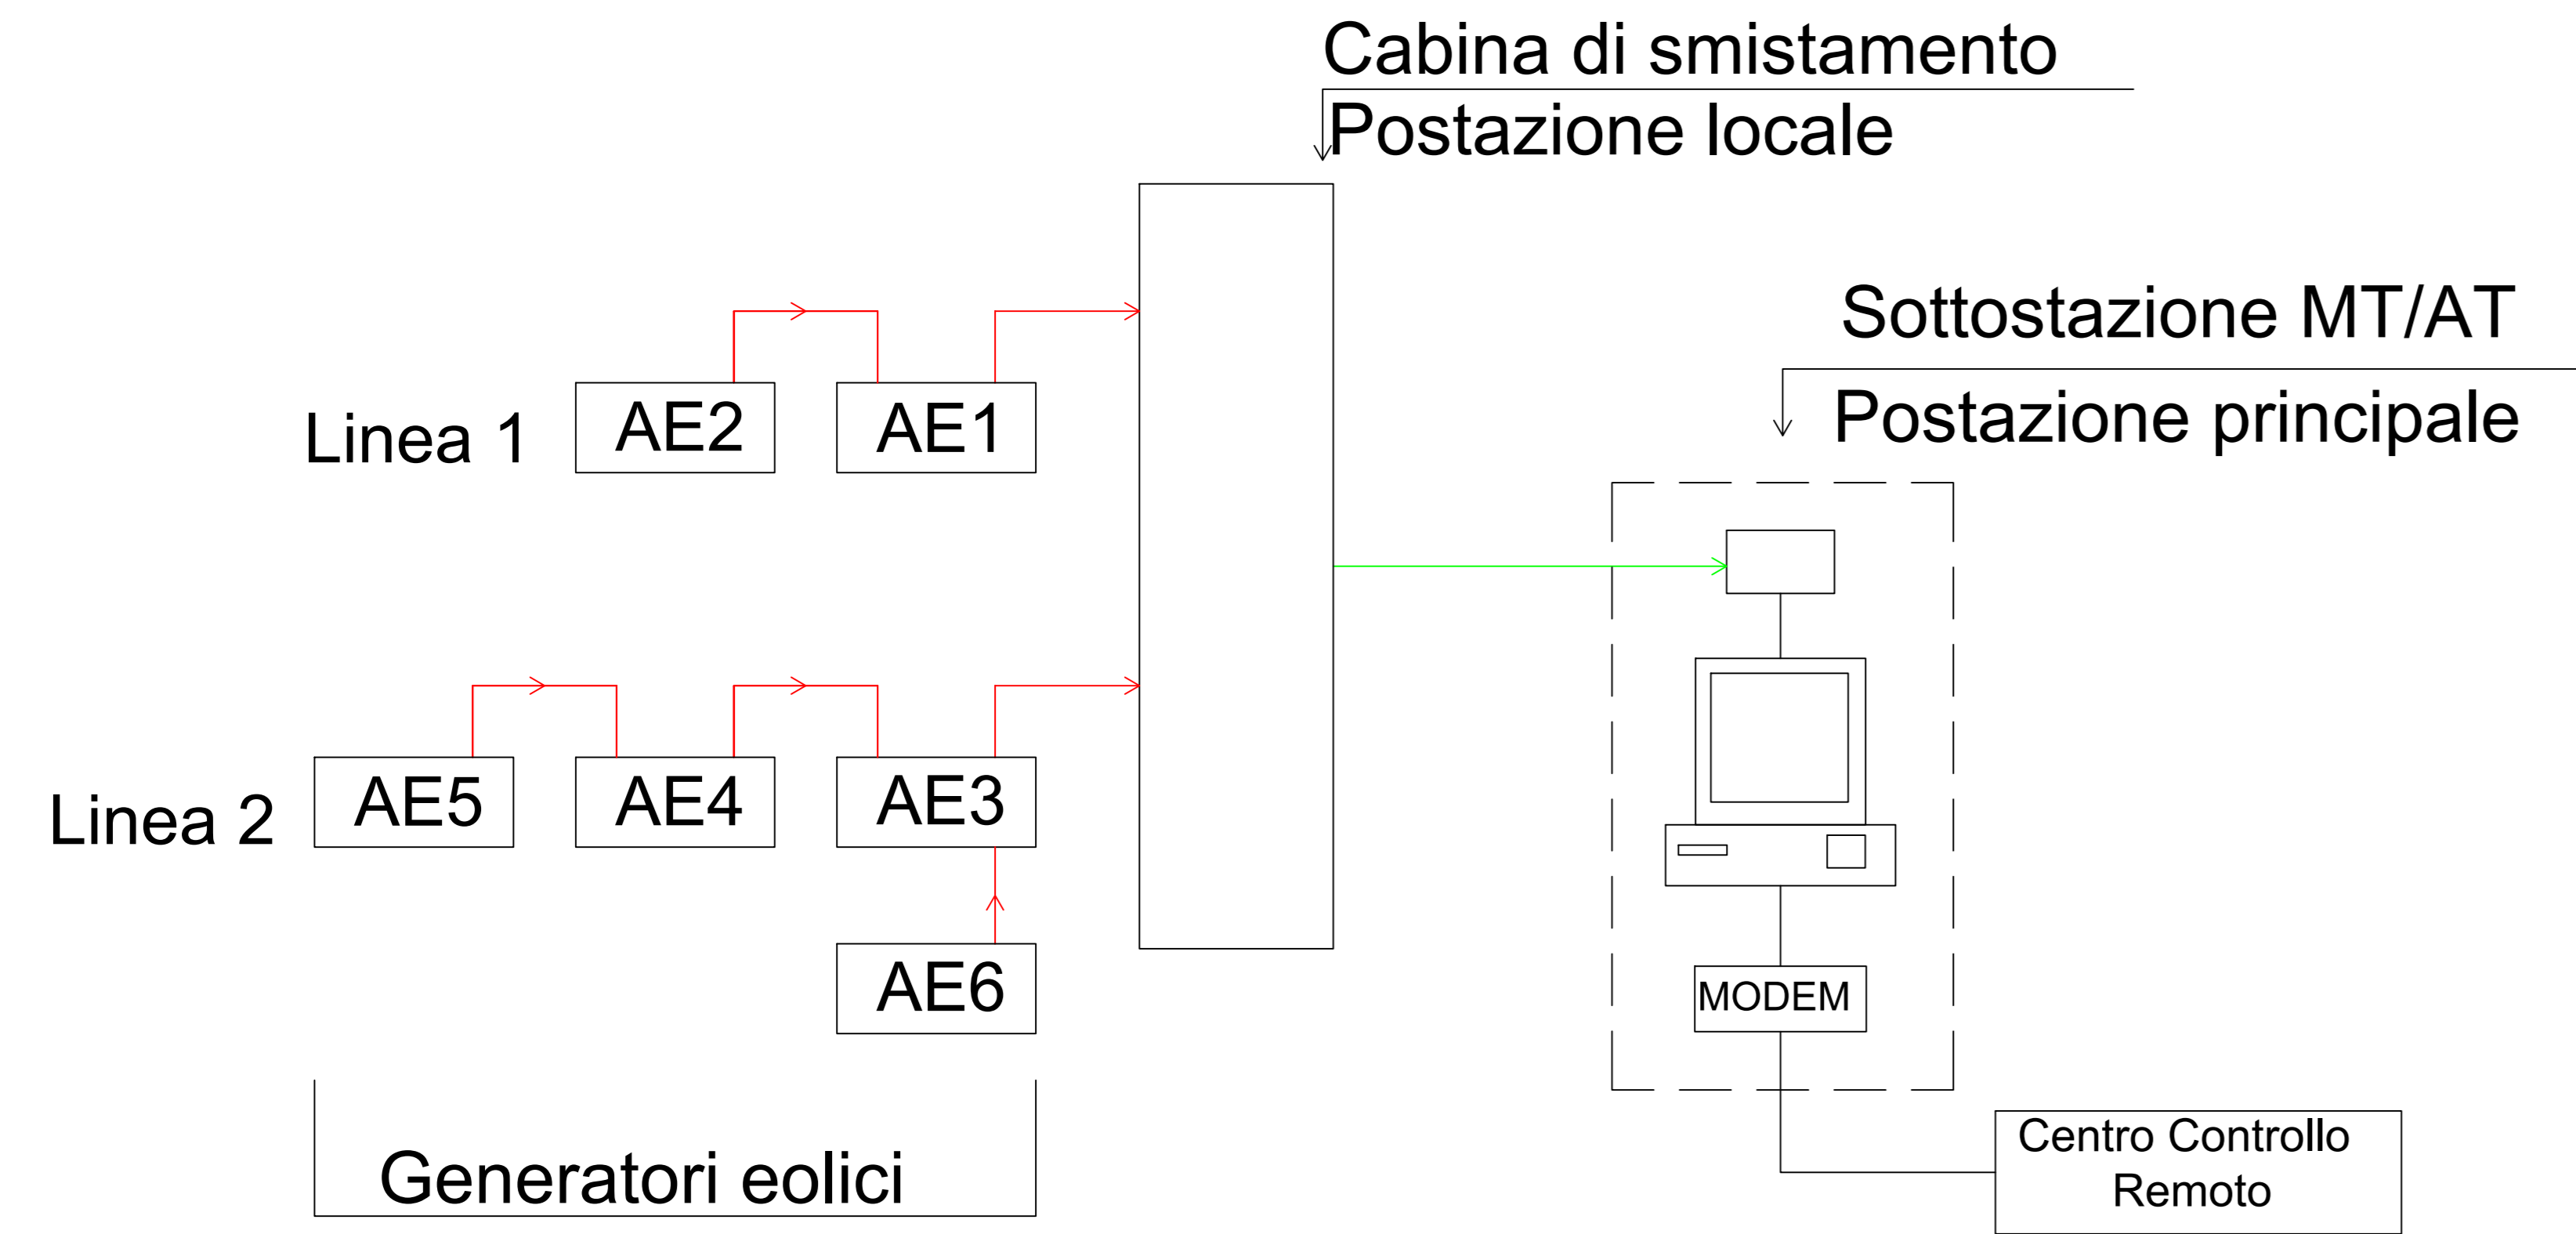 Cabina di smistamento
Postazione locale
Sottostazione MT/AT
Postazione principale
Linea 1
AE2
AE1
Linea 2
AE5
AE4
AE3
AE6
MODEM
Generatori eolici
Centro Controllo
Remoto